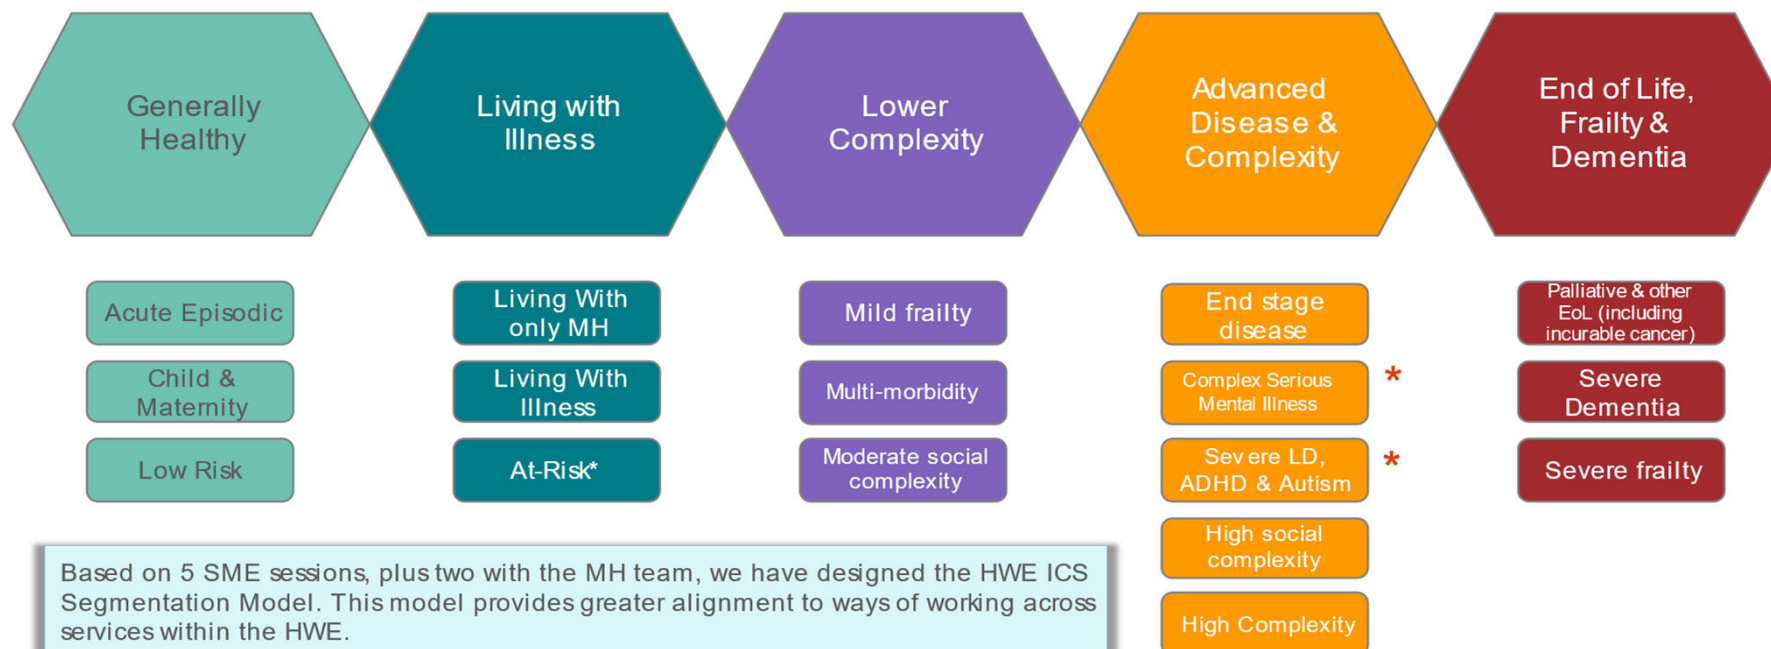 Generally
Healthy
Living with
Illness
Lower
Complexity
Advanced
Disease &
Complexity
End of Life,
Frailty &
Dementia
Acute Episodic
Child &
Maternity
Low Risk
Living With
only MH
Living With
Illness
At-Risk*
Mild frailty
Multi-morbidity
Moderate social
complexity
End stage
disease
Complex Serious
Mental Illness
*
Severe LD,
ADHD & Autism
*
High social
complexity
High Complexity
Palliative & other
EoL (including
incurable cancer)
Severe
Dementia
Severe frailty
Based on 5 SME sessions, plus two with the MH team, we have designed the HWE ICS
Segmentation Model. This model provides greater alignment to ways of working across
services within the HWE.